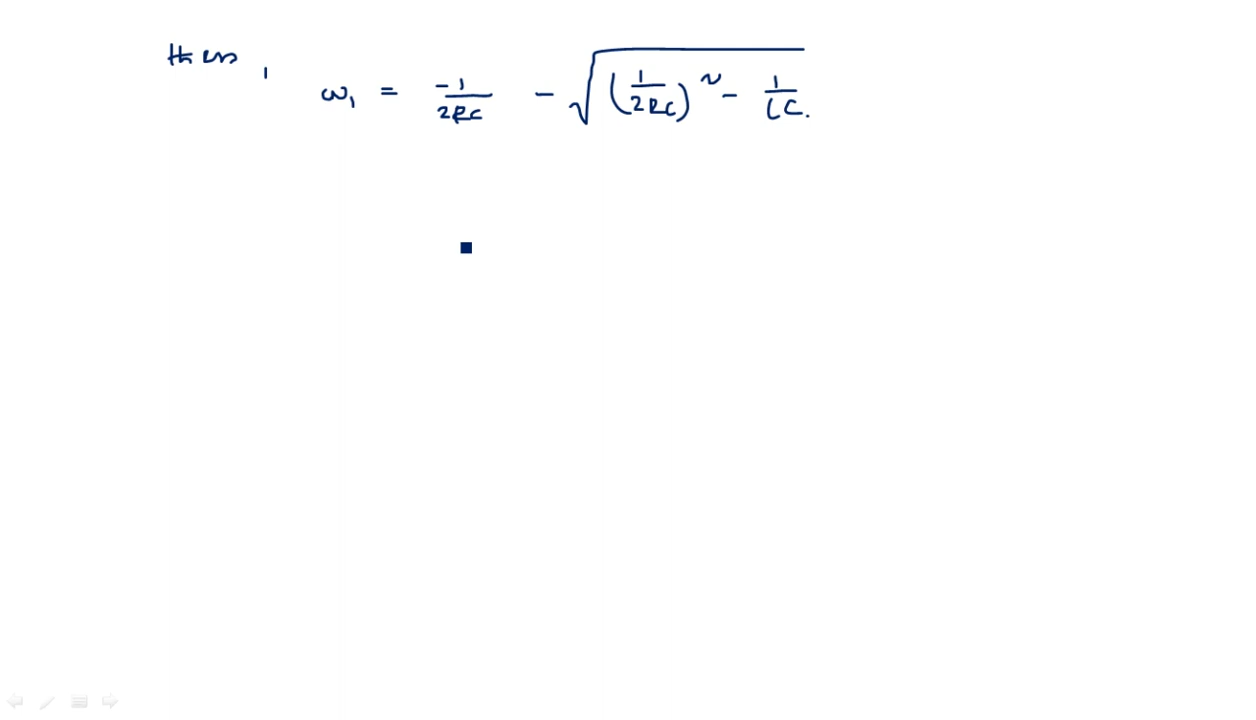 then,
ω₁ = -1/2RC - √((1/2RC)² - 1/LC).